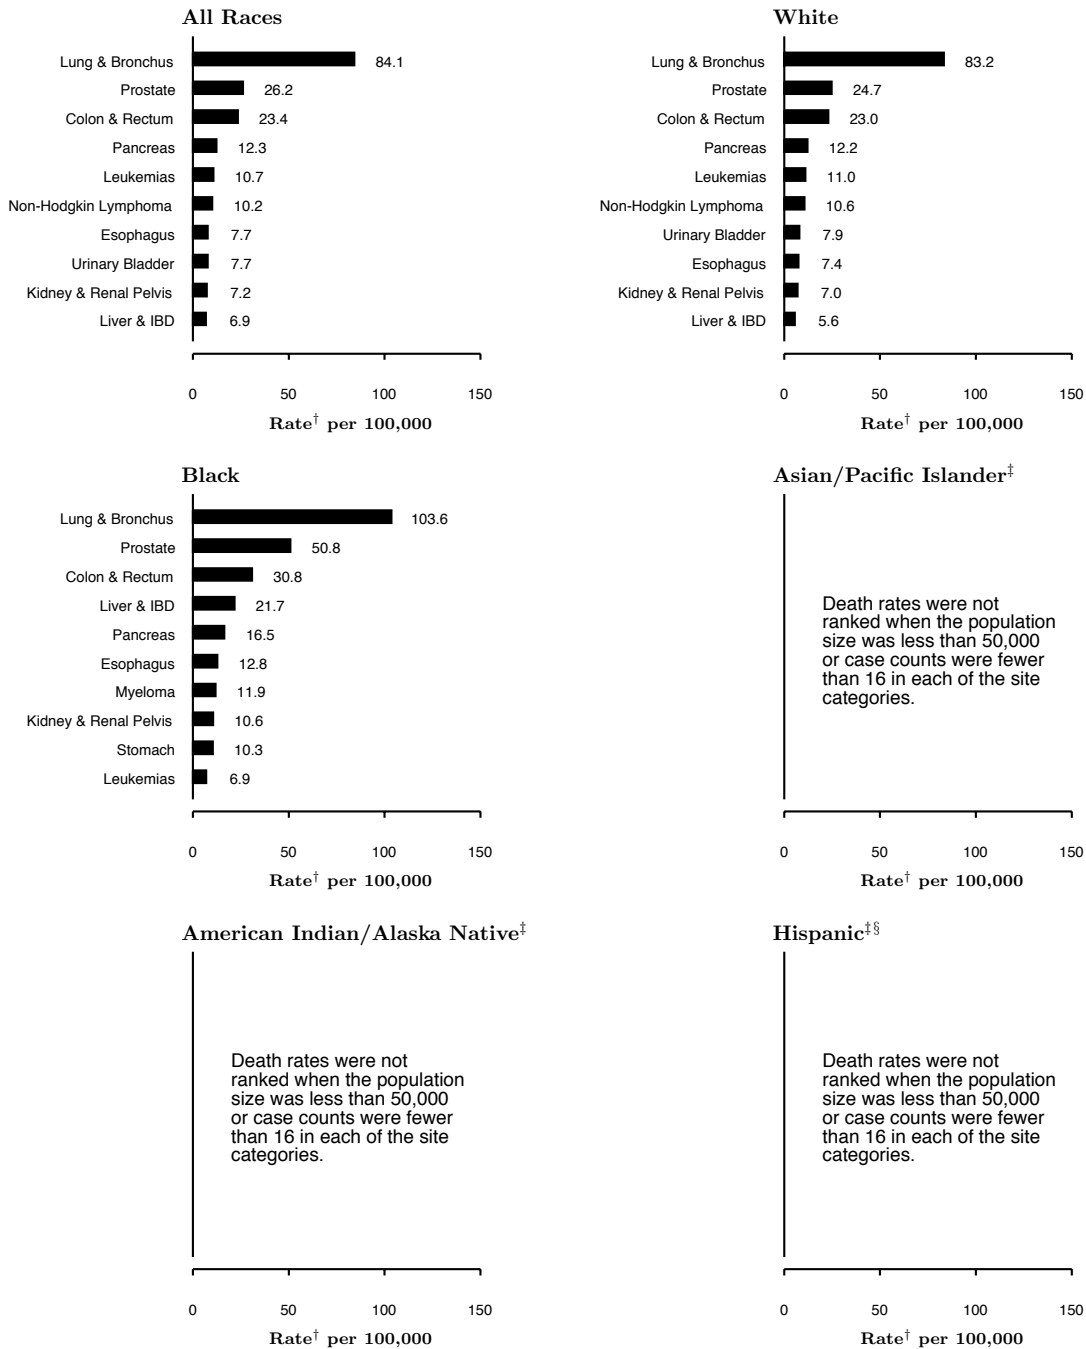 All Races
Lung & Bronchus 84.1
Prostate 26.2
Colon & Rectum 23.4
Pancreas 12.3
Leukemias 10.7
Non-Hodgkin Lymphoma 10.2
Esophagus 7.7
Urinary Bladder 7.7
Kidney & Renal Pelvis 7.2
Liver & IBD 6.9
0 50 100 150
Rate† per 100,000
White
Lung & Bronchus 83.2
Prostate 24.7
Colon & Rectum 23.0
Pancreas 12.2
Leukemias 11.0
Non-Hodgkin Lymphoma 10.6
Urinary Bladder 7.9
Esophagus 7.4
Kidney & Renal Pelvis 7.0
Liver & IBD 5.6
0 50 100 150
Rate† per 100,000
Black
Lung & Bronchus 103.6
Prostate 50.8
Colon & Rectum 30.8
Liver & IBD 21.7
Pancreas 16.5
Esophagus 12.8
Myeloma 11.9
Kidney & Renal Pelvis 10.6
Stomach 10.3
Leukemias 6.9
0 50 100 150
Rate† per 100,000
Asian/Pacific Islander‡
Death rates were not
ranked when the population
size was less than 50,000
or case counts were fewer
than 16 in each of the site
categories.
0 50 100 150
Rate† per 100,000
American Indian/Alaska Native‡
Death rates were not
ranked when the population
size was less than 50,000
or case counts were fewer
than 16 in each of the site
categories.
0 50 100 150
Rate† per 100,000
Hispanic‡§
Death rates were not
ranked when the population
size was less than 50,000
or case counts were fewer
than 16 in each of the site
categories.
0 50 100 150
Rate† per 100,000